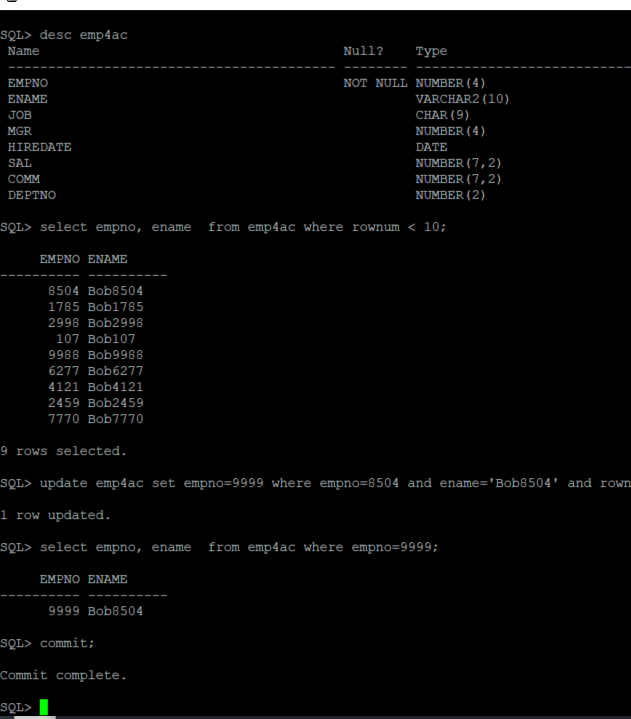 SQL> desc emp4ac
Name Null? Type
----------------------------------------- -------- ---------------------------
EMPNO NOT NULL NUMBER(4)
ENAME VARCHAR2(10)
JOB CHAR(9)
MGR NUMBER(4)
HIREDATE DATE
SAL NUMBER(7,2)
COMM NUMBER(7,2)
DEPTNO NUMBER(2)
SQL> select empno, ename  from emp4ac where rownum < 10;
EMPNO ENAME
---------- ----------
8504 Bob8504
1785 Bob1785
2998 Bob2998
107 Bob107
9988 Bob9988
6277 Bob6277
4121 Bob4121
2459 Bob2459
7770 Bob7770
9 rows selected.
SQL> update emp4ac set empno=9999 where empno=8504 and ename='Bob8504' and rown
1 row updated.
SQL> select empno, ename  from emp4ac where empno=9999;
EMPNO ENAME
---------- ----------
9999 Bob8504
SQL> commit;
Commit complete.
SQL>